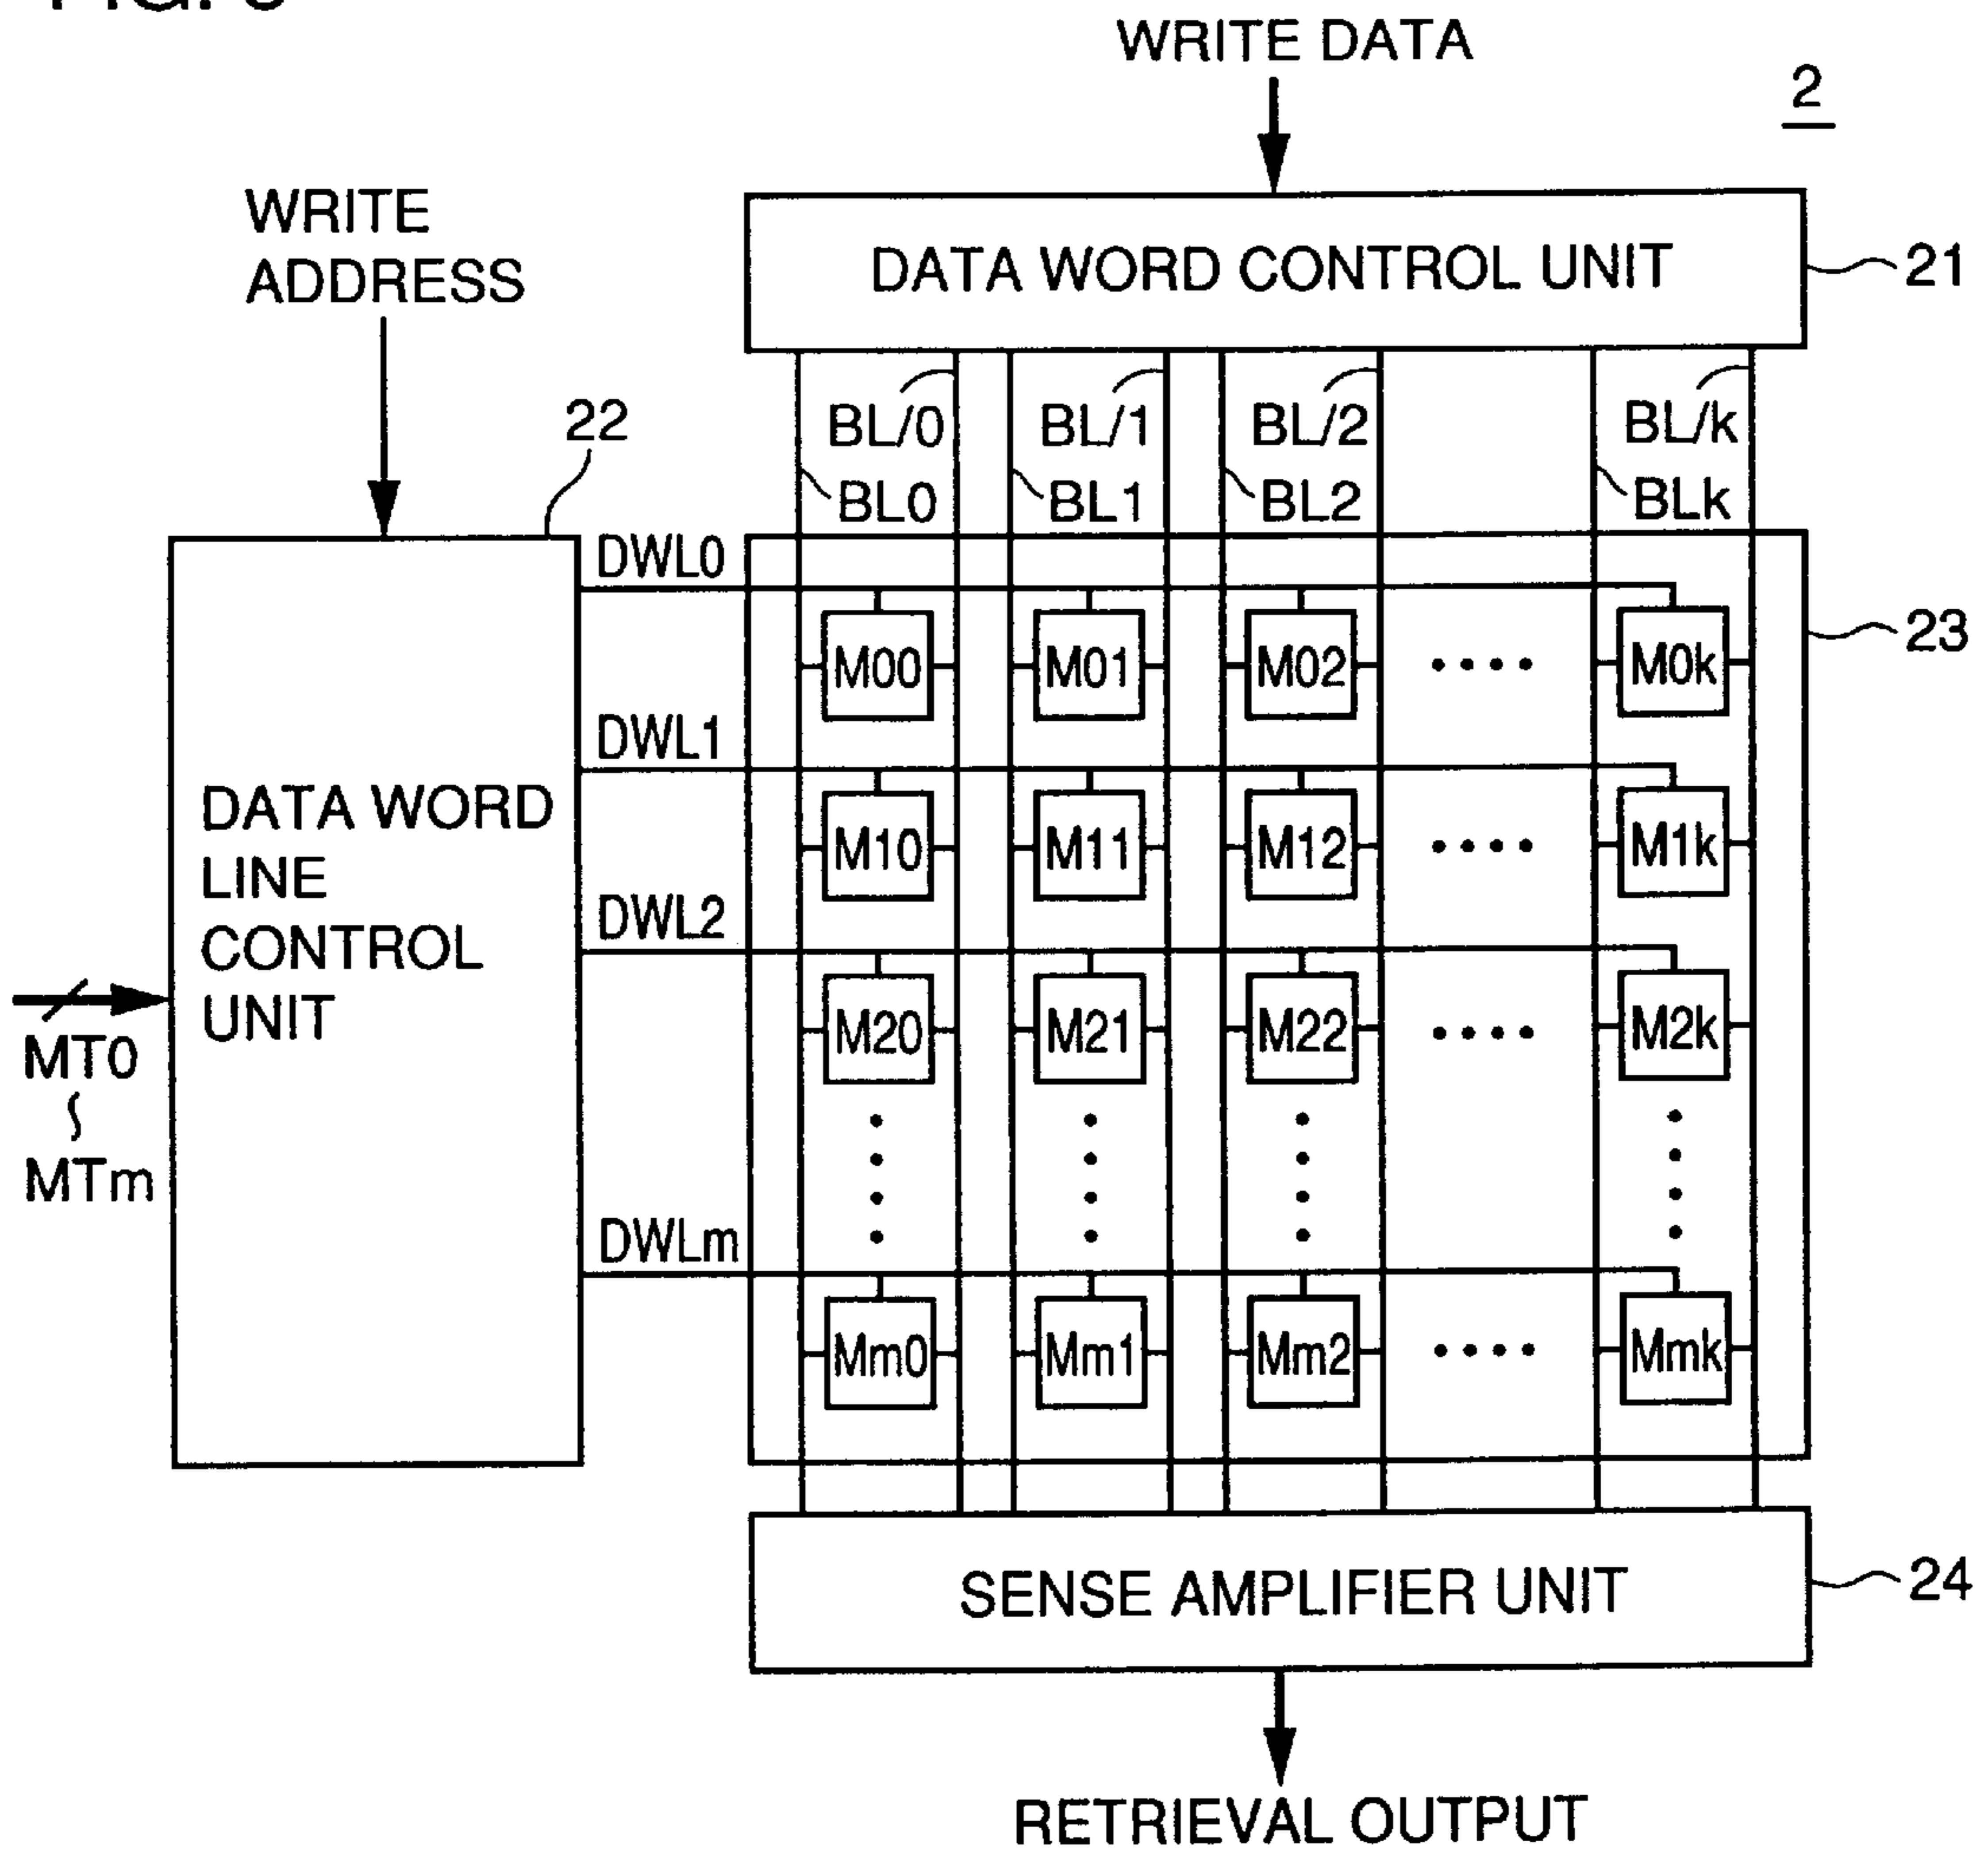 WRITE DATA
2
WRITE
ADDRESS
DATA WORD CONTROL UNIT
21
22
BL/0
BL/1
BL/2
BL/k
BL0
BL1
BL2
BLk
DWL0
23
M00
M01
M02
M0k
DWL1
DATA WORD
LINE
CONTROL
UNIT
M10
M11
M12
M1k
DWL2
M20
M21
M22
M2k
MT0
MTm
DWLm
Mm0
Mm1
Mm2
Mmk
SENSE AMPLIFIER UNIT
24
RETRIEVAL OUTPUT